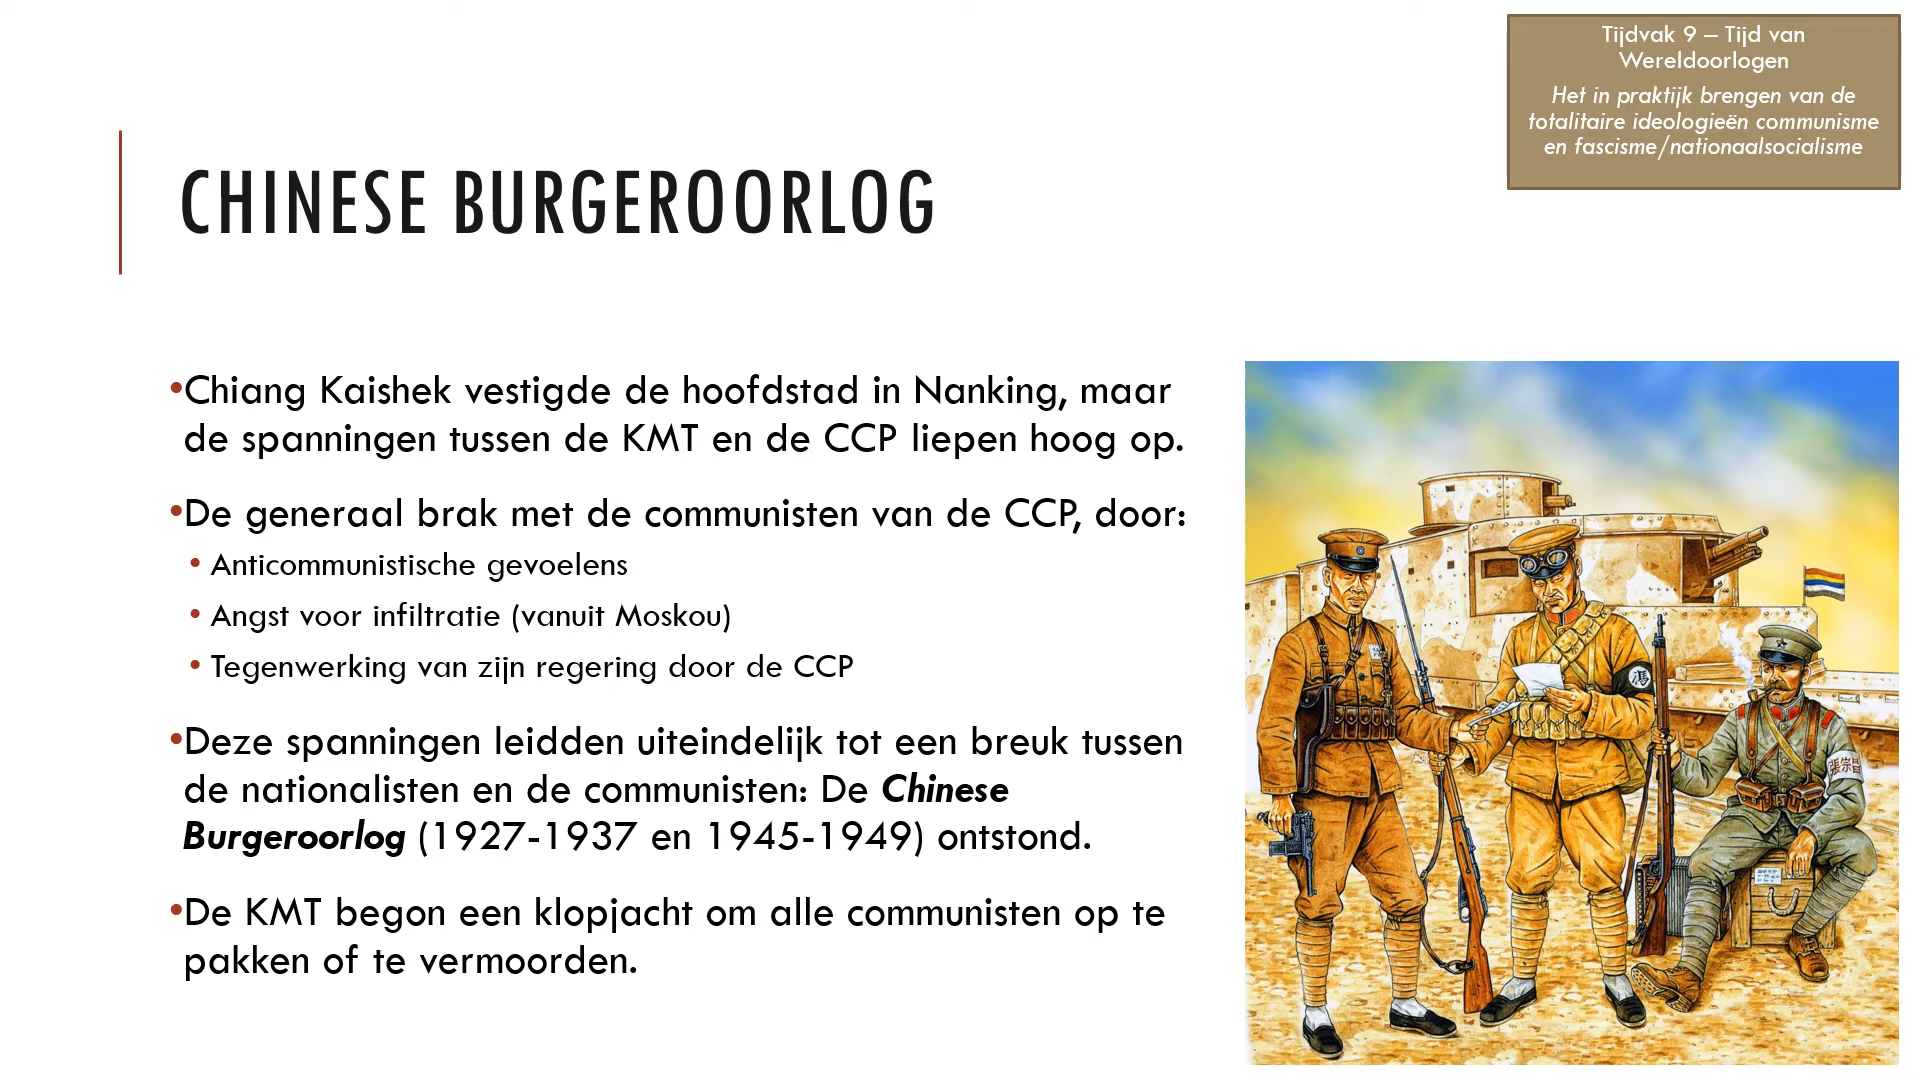 Tijdvak 9 – Tijd van
Wereldoorlogen
Het in praktijk brengen van de
totalitaire ideologieën communisme
en fascisme/nationaalsocialisme
CHINESE BURGEROORLOG
•Chiang Kaishek vestigde de hoofdstad in Nanking, maar
de spanningen tussen de KMT en de CCP liepen hoog op.
•De generaal brak met de communisten van de CCP, door:
• Anticommunistische gevoelens
• Angst voor infiltratie (vanuit Moskou)
• Tegenwerking van zijn regering door de CCP
•Deze spanningen leidden uiteindelijk tot een breuk tussen
de nationalisten en de communisten: De Chinese
Burgeroorlog (1927-1937 en 1945-1949) ontstond.
•De KMT begon een klopjacht om alle communisten op te
pakken of te vermoorden.
馮
張宗昌